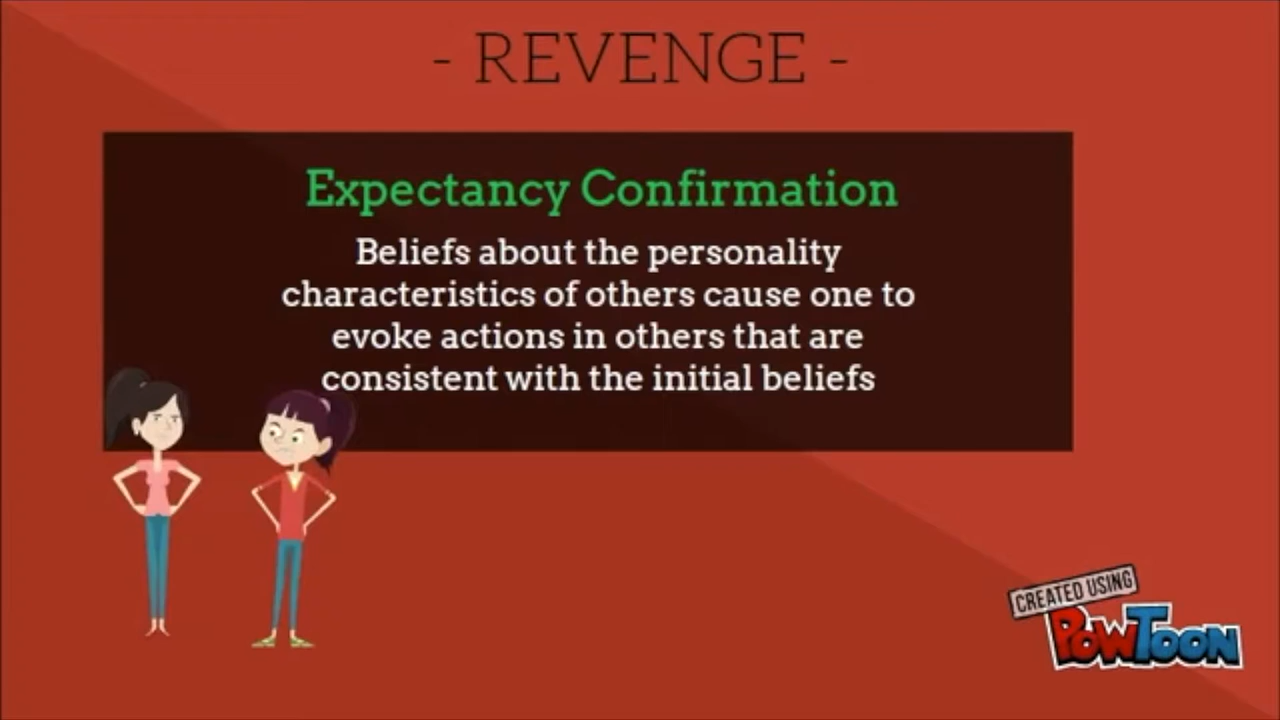 - REVENGE -
Expectancy Confirmation
Beliefs about the personality
characteristics of others cause one to
evoke actions in others that are
consistent with the initial beliefs
CREATED USING
POWTOON